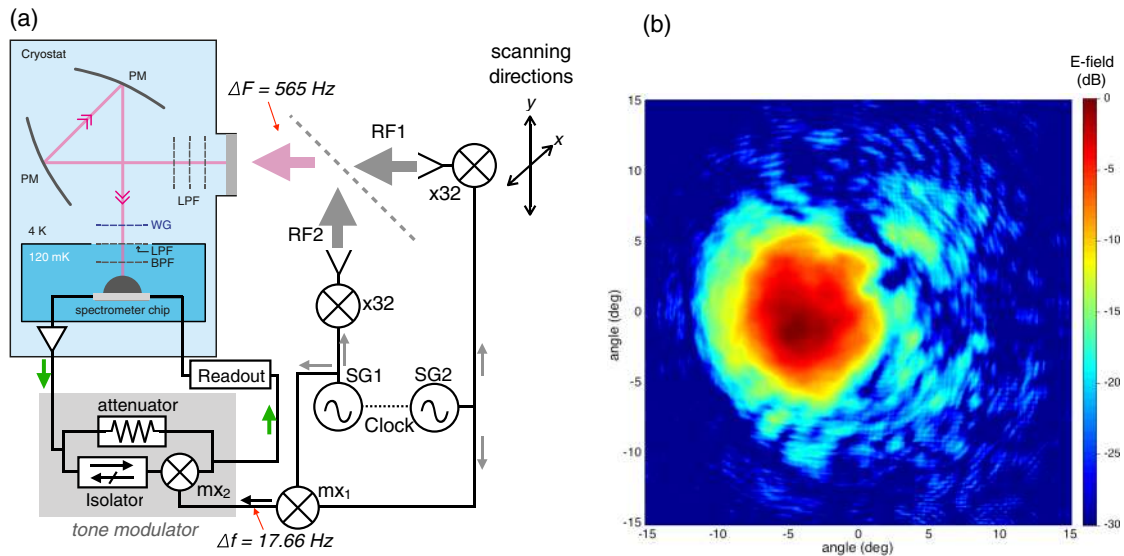 (a)
Cryostat
PM
PM
LPF
WG
4 K
LPF
120 mK
BPF
spectrometer chip
ΔF = 565 Hz
RF1
x32
RF2
x32
scanning
directions
y
x
SG1
SG2
Clock
Readout
attenuator
Isolator
mx2
mx1
tone modulator
Δf = 17.66 Hz
(b)
E-field
(dB)
15
10
5
0
-5
-10
-15
angle (deg)
-15
-10
-5
0
5
10
15
angle (deg)
0
-5
-10
-15
-20
-25
-30